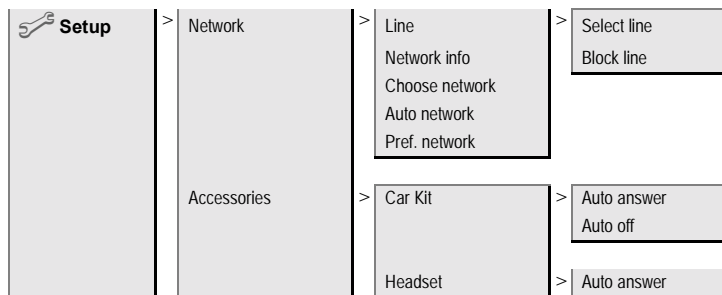 Setup > Network > Line > Select line
Network info Block line
Choose network
Auto network
Pref. network
Accessories > Car Kit > Auto answer
Auto off
Headset > Auto answer